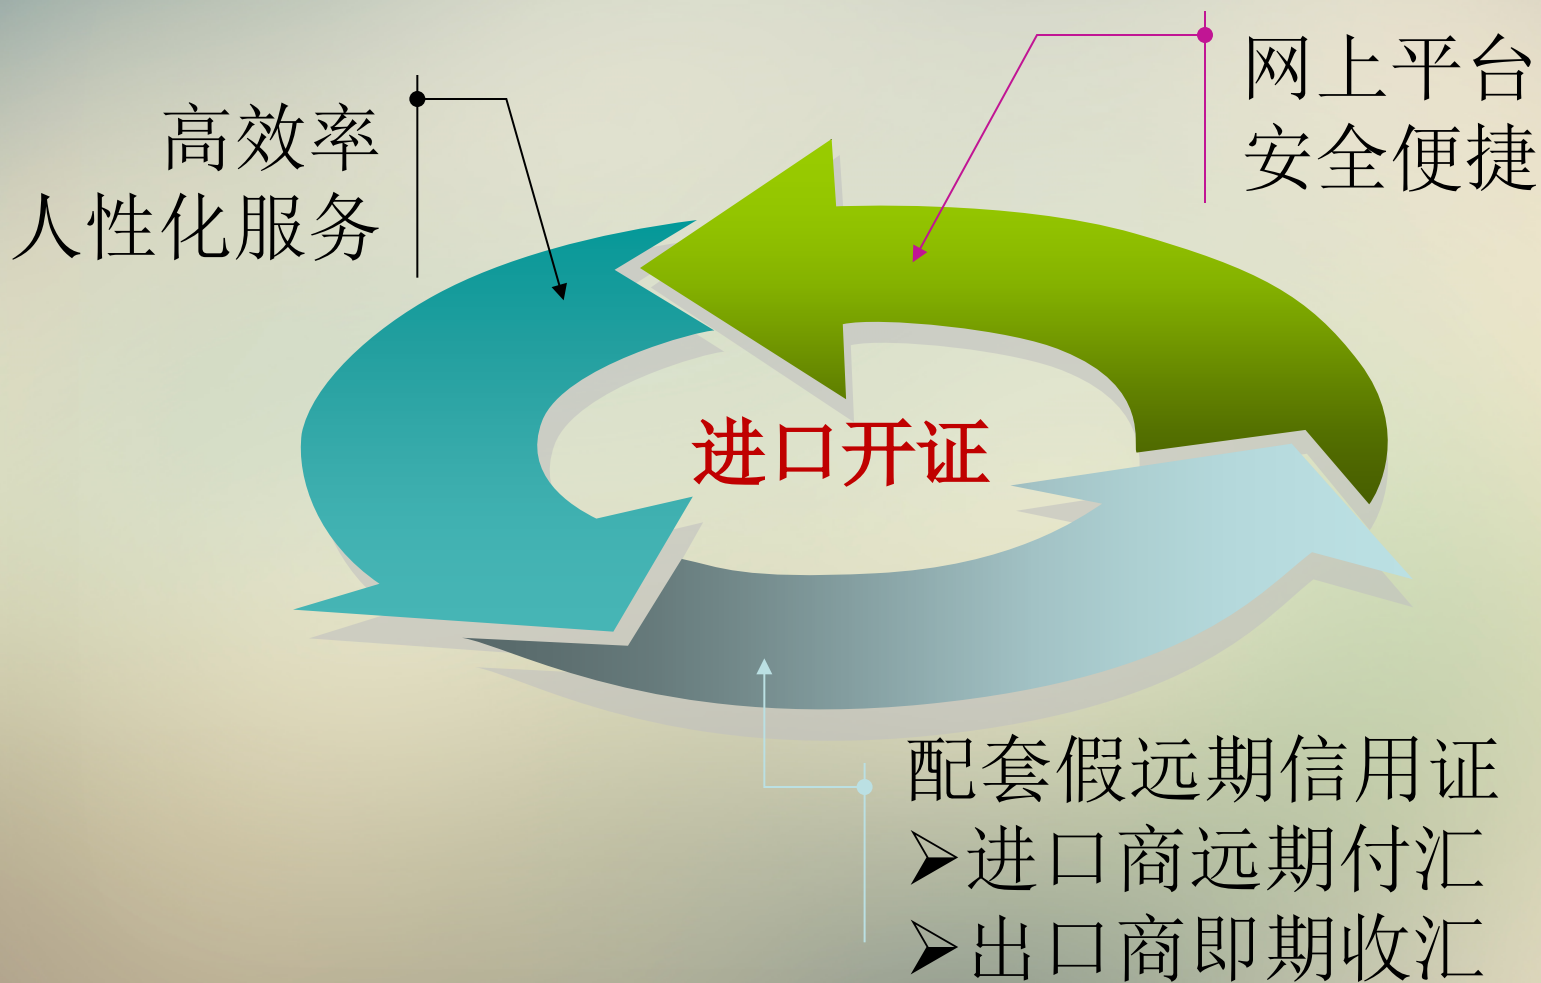 高效率
人性化服务
网上平台
安全便捷
进口开证
配套假远期信用证
➢进口商远期付汇
➢出口商即期收汇